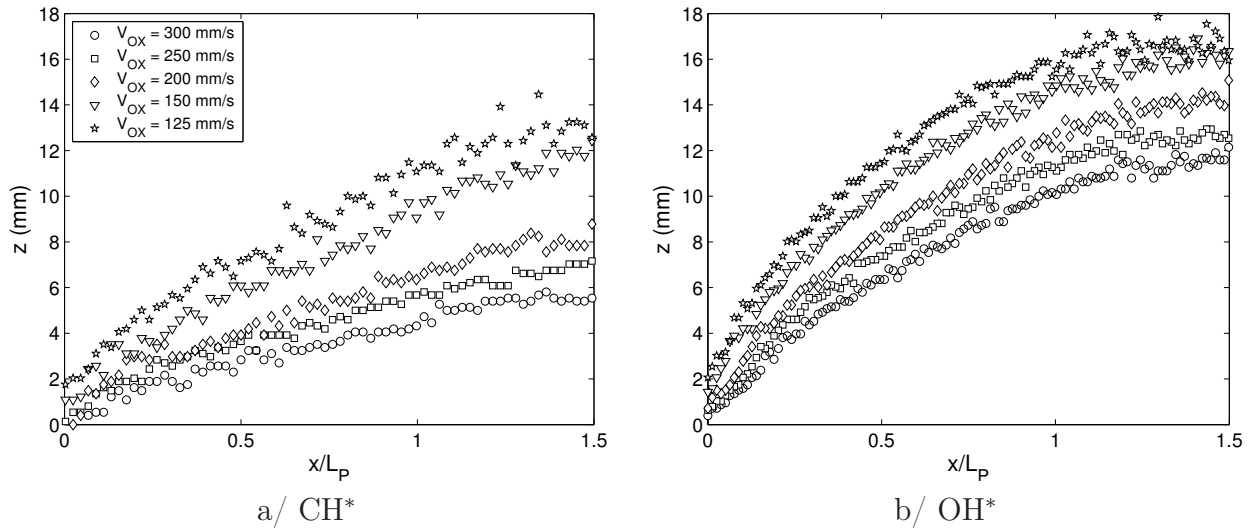 18
16
14
12
10
8
6
4
2
0
z (mm)
V_OX = 300 mm/s
V_OX = 250 mm/s
V_OX = 200 mm/s
V_OX = 150 mm/s
V_OX = 125 mm/s
0 0.5 1 1.5
x/L_P
a/ CH*
18
16
14
12
10
8
6
4
2
0
z (mm)
0 0.5 1 1.5
x/L_P
b/ OH*